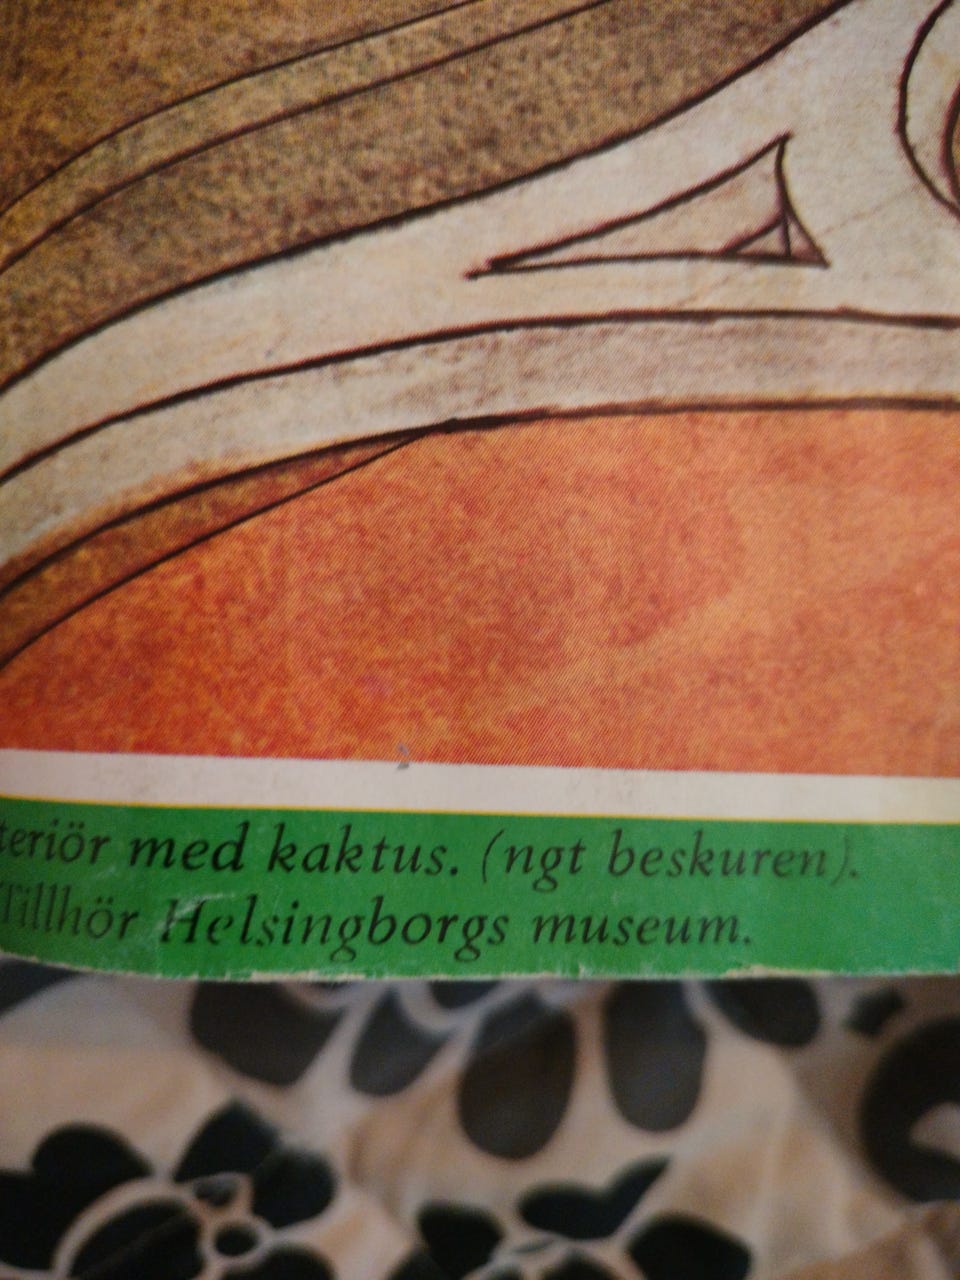 teriör med kaktus. (ngt beskuren).
Tillhör Helsingborgs museum.